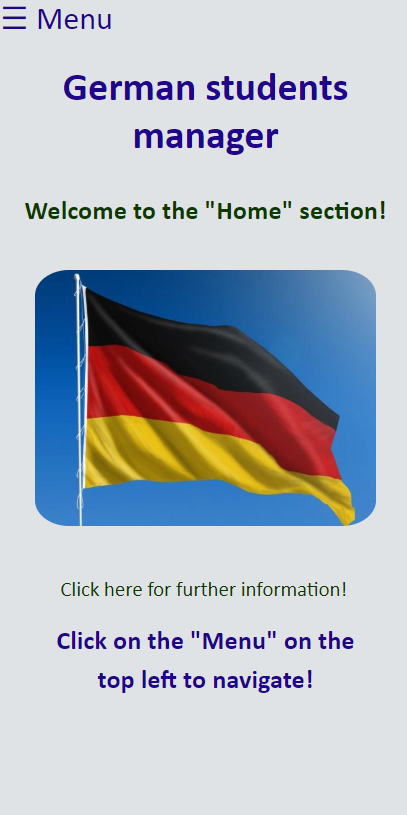 ☰ Menu
German students
manager
Welcome to the "Home" section!
Click here for further information!
Click on the "Menu" on the
top left to navigate!